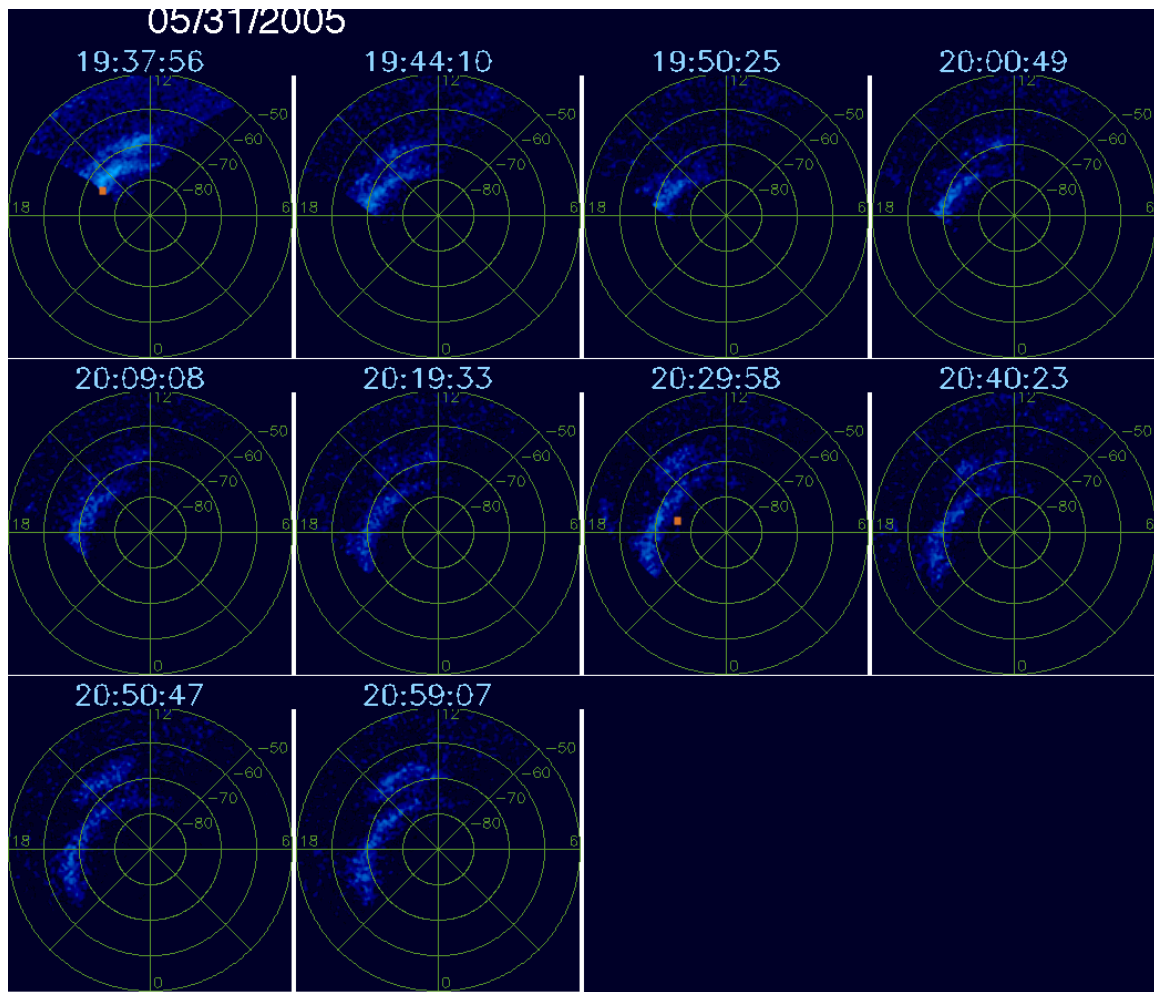 05/31/2005
19:37:56 19:44:10 19:50:25 20:00:49
12 12 12 12
-50 -50 -50 -50
-60 -60 -60 -60
-70 -70 -70 -70
-80 -80 -80 -80
18 6 18 6 18 6 18 6
0 0 0 0
20:09:08 20:19:33 20:29:58 20:40:23
12 12 12 12
-50 -50 -50 -50
-60 -60 -60 -60
-70 -70 -70 -70
-80 -80 -80 -80
18 6 18 6 18 6 18 6
0 0 0 0
20:50:47 20:59:07
12 12
-50 -50
-60 -60
-70 -70
-80 -80
18 6 18 6
0 0